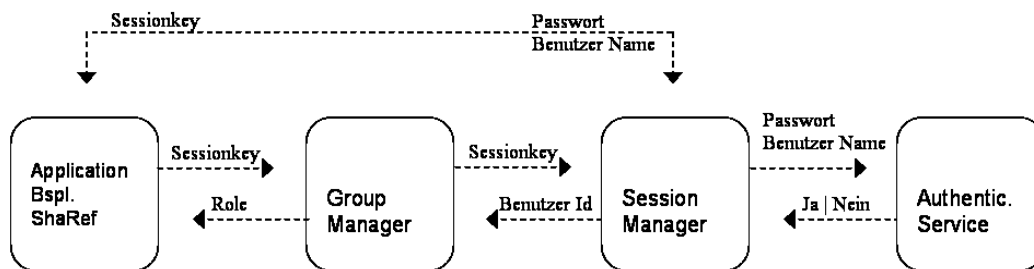 Sessionkey
Passwort
Benutzer Name
Passwort
Benutzer Name
Sessionkey
Sessionkey
Application
Bspl.
ShaRef
Group
Manager
Session
Manager
Authentic.
Service
Role
Benutzer Id
Ja | Nein